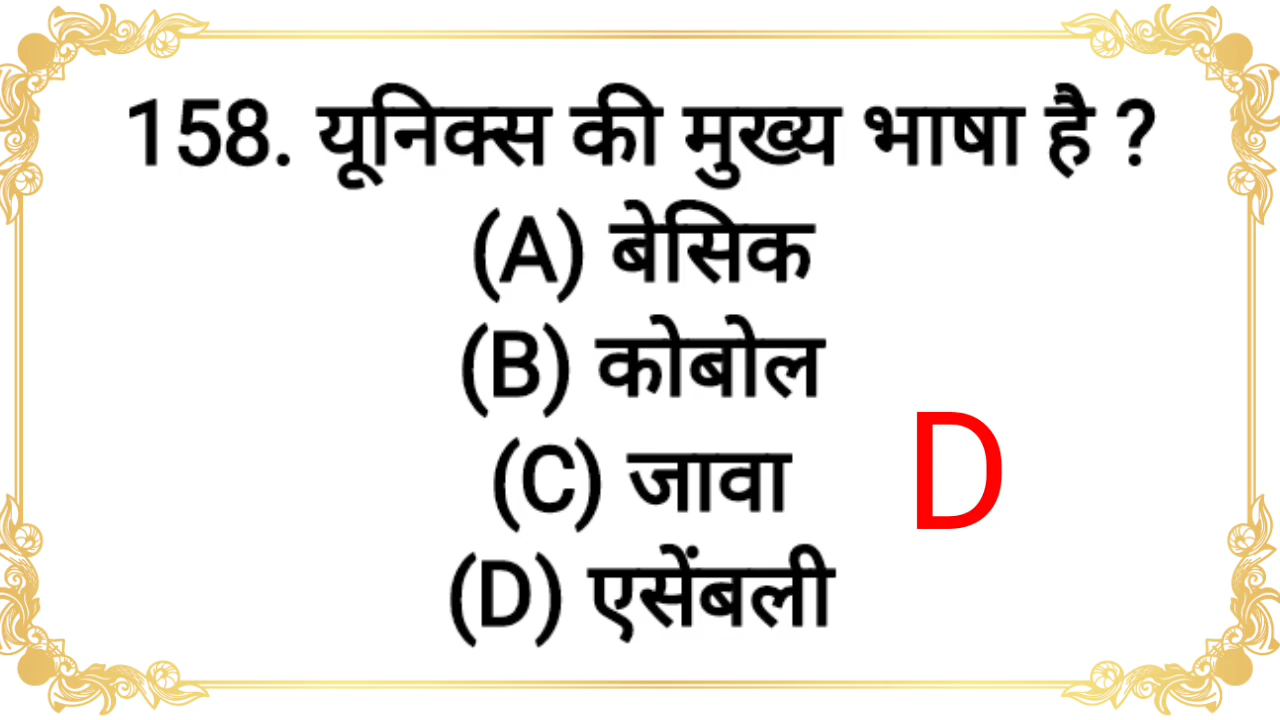 158. यूनिक्स की मुख्य भाषा है ?
(A) बेसिक
(B) कोबोल
(C) जावा
D
(D) एसेंबली